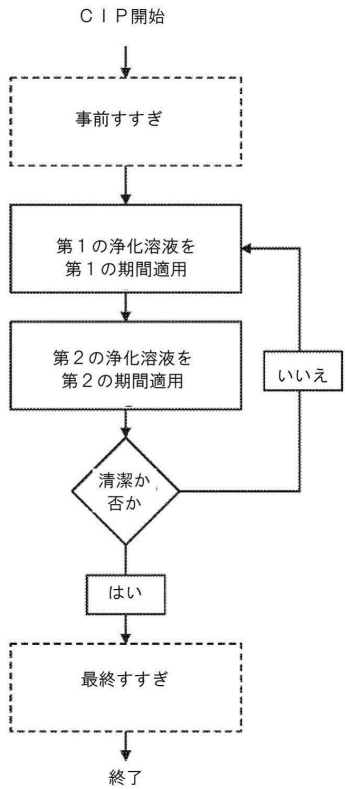 ＣＩＰ開始
事前すすぎ
第１の浄化溶液を
第１の期間適用
第２の浄化溶液を
第２の期間適用
いいえ
清潔か
否か
はい
最終すすぎ
終了